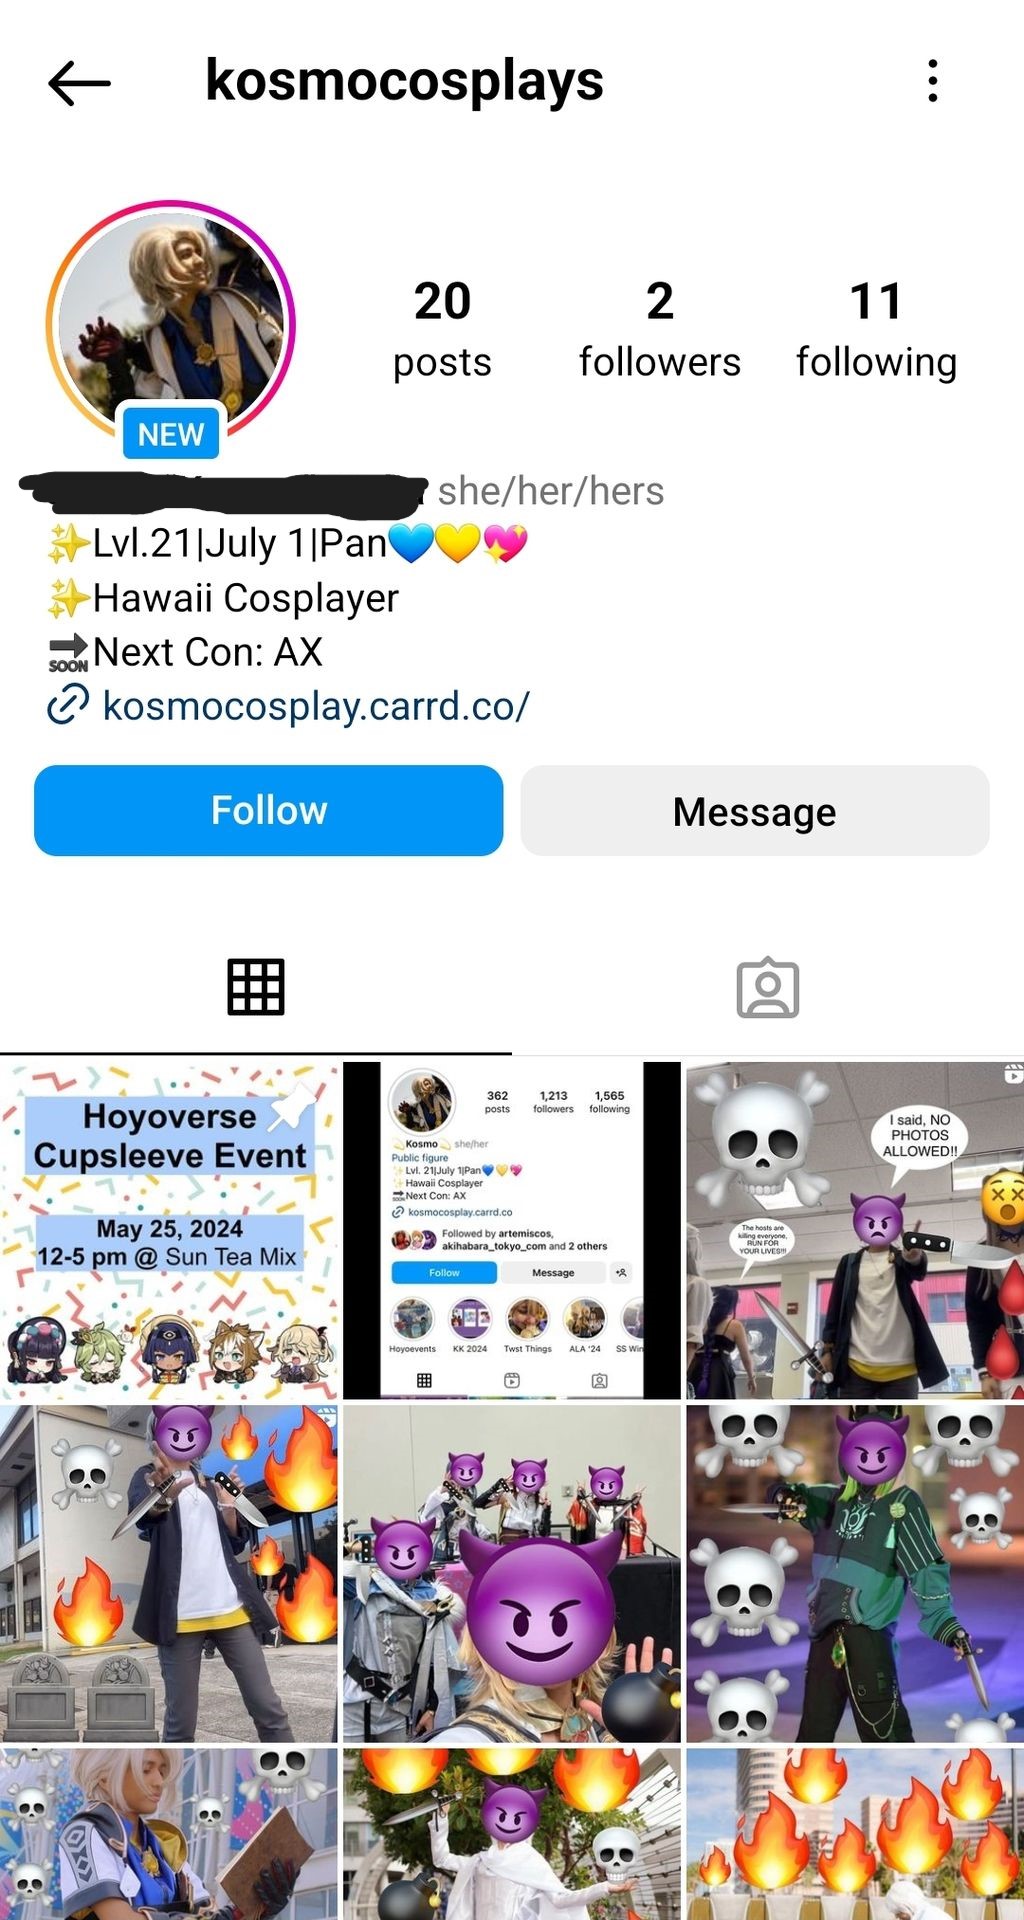 kosmocosplays
20 2 11
posts followers following
NEW
she/her/hers
✨Lvl.21|July 1|Pan💙💛💖
✨Hawaii Cosplayer
🔜Next Con: AX
kosmocosplay.carrd.co/
Follow Message
Hoyoverse
Cupsleeve Event
May 25, 2024
12-5 pm @ Sun Tea Mix
362 1,213 1,565
posts followers following
💫Kosmo💫 she/her
Public figure
✨Lvl. 21|July 1|Pan💙💛💖
✨Hawaii Cosplayer
🔜Next Con: AX
kosmocosplay.carrd.co
Followed by artemiscos,
akihabara_tokyo_com and 2 others
Follow Message
Hoyoevents KK 2024 Twst Things ALA '24 SS Win
I said, NO
PHOTOS
ALLOWED!!
The hosts are
killing everyone,
RUN FOR
YOUR LIVES!!!